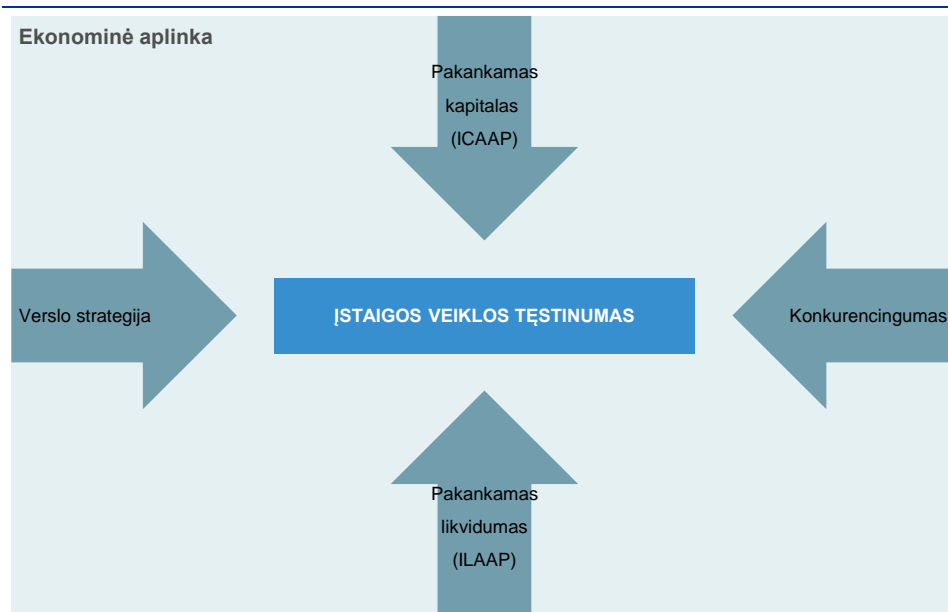 Ekonominė aplinka
Pakankamas
kapitalas
(ICAAP)
Verslo strategija
ĮSTAIGOS VEIKLOS TĘSTINUMAS
Konkurencingumas
Pakankamas
likvidumas
(ILAAP)